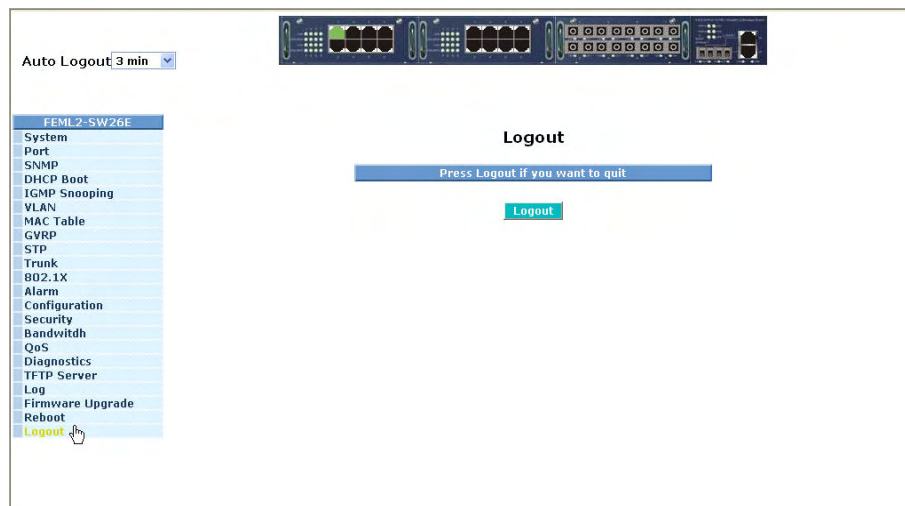 Auto Logout 3 min
FEML2-SW26E
System
Port
SNMP
DHCP Boot
IGMP Snooping
VLAN
MAC Table
GVRP
STP
Trunk
802.1X
Alarm
Configuration
Security
Bandwitdh
QoS
Diagnostics
TFTP Server
Log
Firmware Upgrade
Reboot
Logout
Logout
Press Logout if you want to quit
Logout